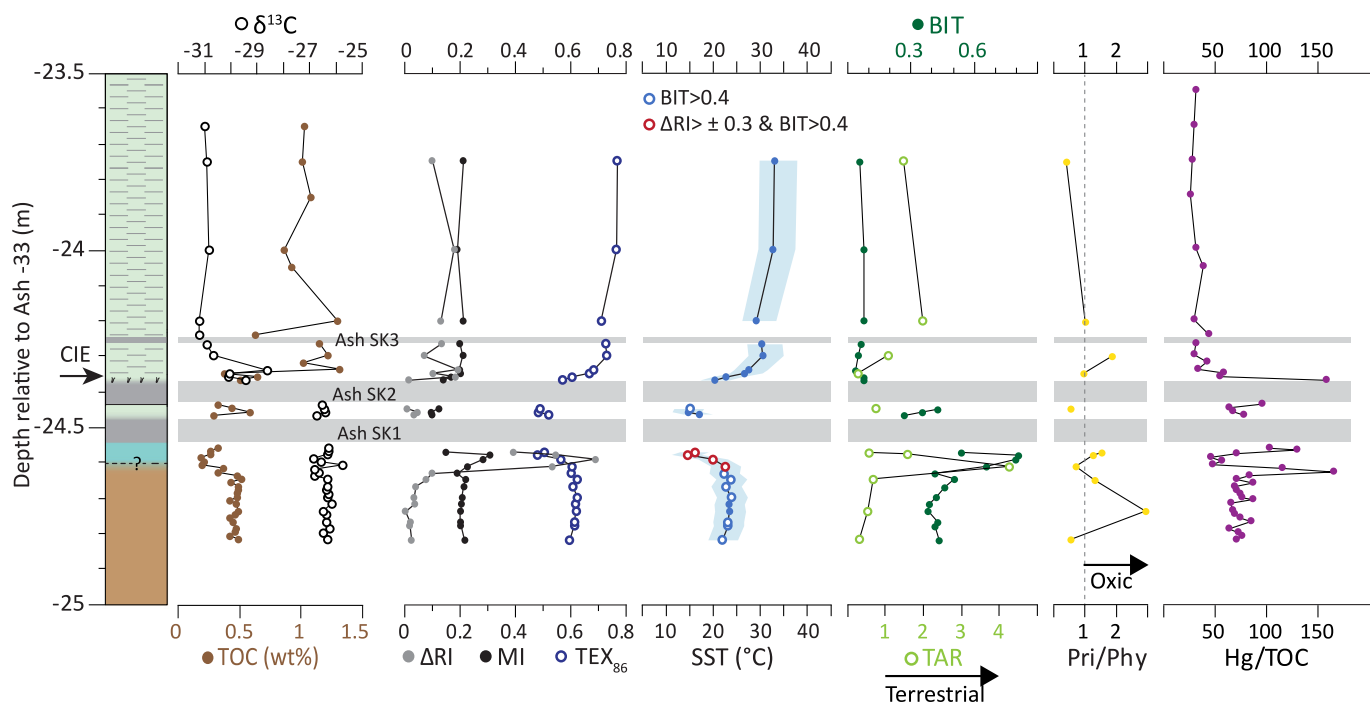 δ¹³C
BIT
-31 -29 -27 -25
0 0.2 0.4 0.6 0.8
10 20 30 40
0.3 0.6
1 2
50 100 150
BIT>0.4
ΔRI> ± 0.3 & BIT>0.4
Depth relative to Ash -33 (m)
-23.5
-24
CIE
-24.5
-25
?
Ash SK3
Ash SK2
Ash SK1
Oxic
0 0.5 1 1.5
0 0.2 0.4 0.6 0.8
10 20 30 40
1 2 3 4
1 2
50 100 150
TOC (wt%)
ΔRI MI TEX₈₆
SST (°C)
TAR
Pri/Phy
Hg/TOC
Terrestrial